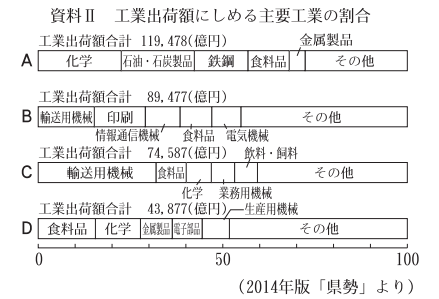 資料Ⅱ 工業出荷額にしめる主要工業の割合
工業出荷額合計 119,478(億円) 金属製品
A 化学 石油・石炭製品 鉄鋼 食料品 その他
工業出荷額合計 89,477(億円)
B 輸送用機械 印刷 その他
情報通信機械 食料品 電気機械
工業出荷額合計 74,587(億円) 飲料・飼料
C 輸送用機械 食料品 その他
化学 業務用機械
工業出荷額合計 43,877(億円) 生産用機械
D 食料品 化学 金属製品 電子部品 その他
0 50 100
(2014年版「県勢」より)